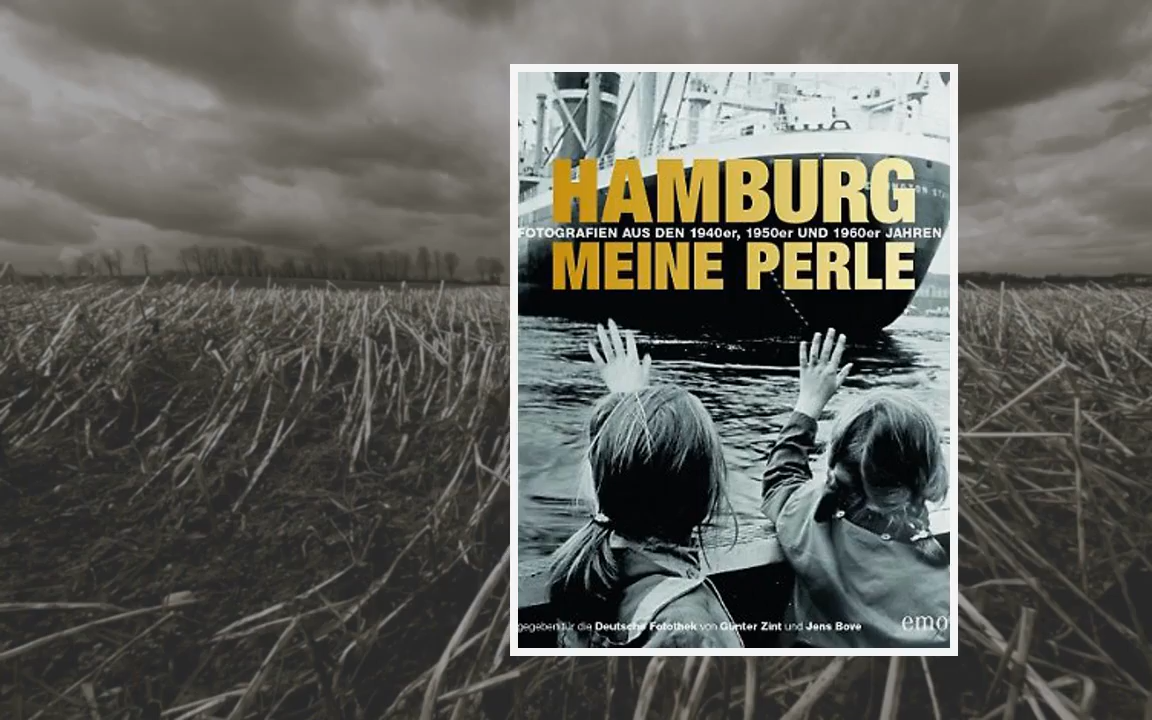 HAMBURG
FOTOGRAFIEN AUS DEN 1940er, 1950er UND 1960er JAHREN
MEINE PERLE
gegeben für die Deutsche Fotothek von Günter Zint und Jens Bove
emo